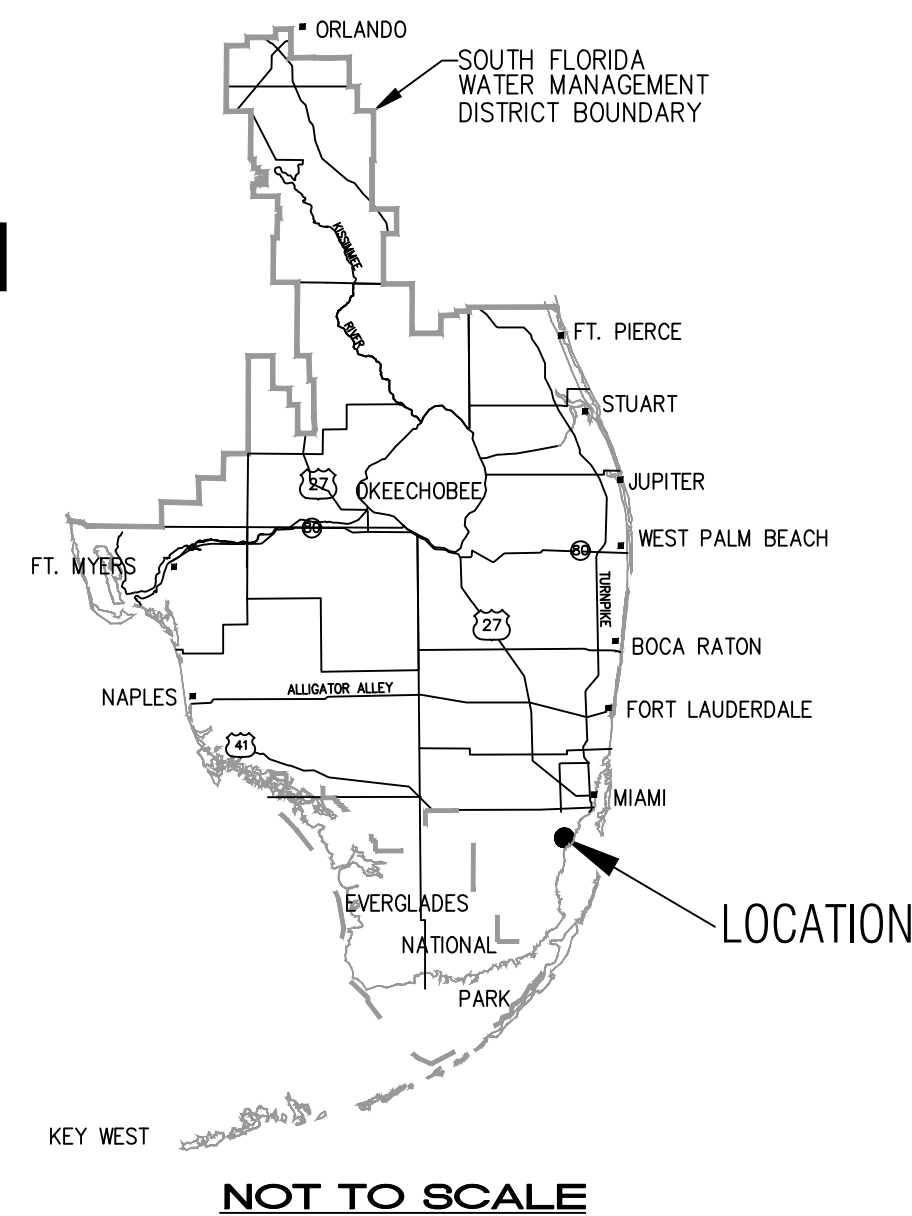 ORLANDO
SOUTH FLORIDA
WATER MANAGEMENT
DISTRICT BOUNDARY
KISSIMMEE
RIVER
FT. PIERCE
STUART
27
OKEECHOBEE
JUPITER
80
80
WEST PALM BEACH
FT. MYERS
TURNPIKE
27
BOCA RATON
NAPLES
ALLIGATOR ALLEY
FORT LAUDERDALE
41
MIAMI
EVERGLADES
LOCATION
NATIONAL
PARK
KEY WEST
NOT TO SCALE